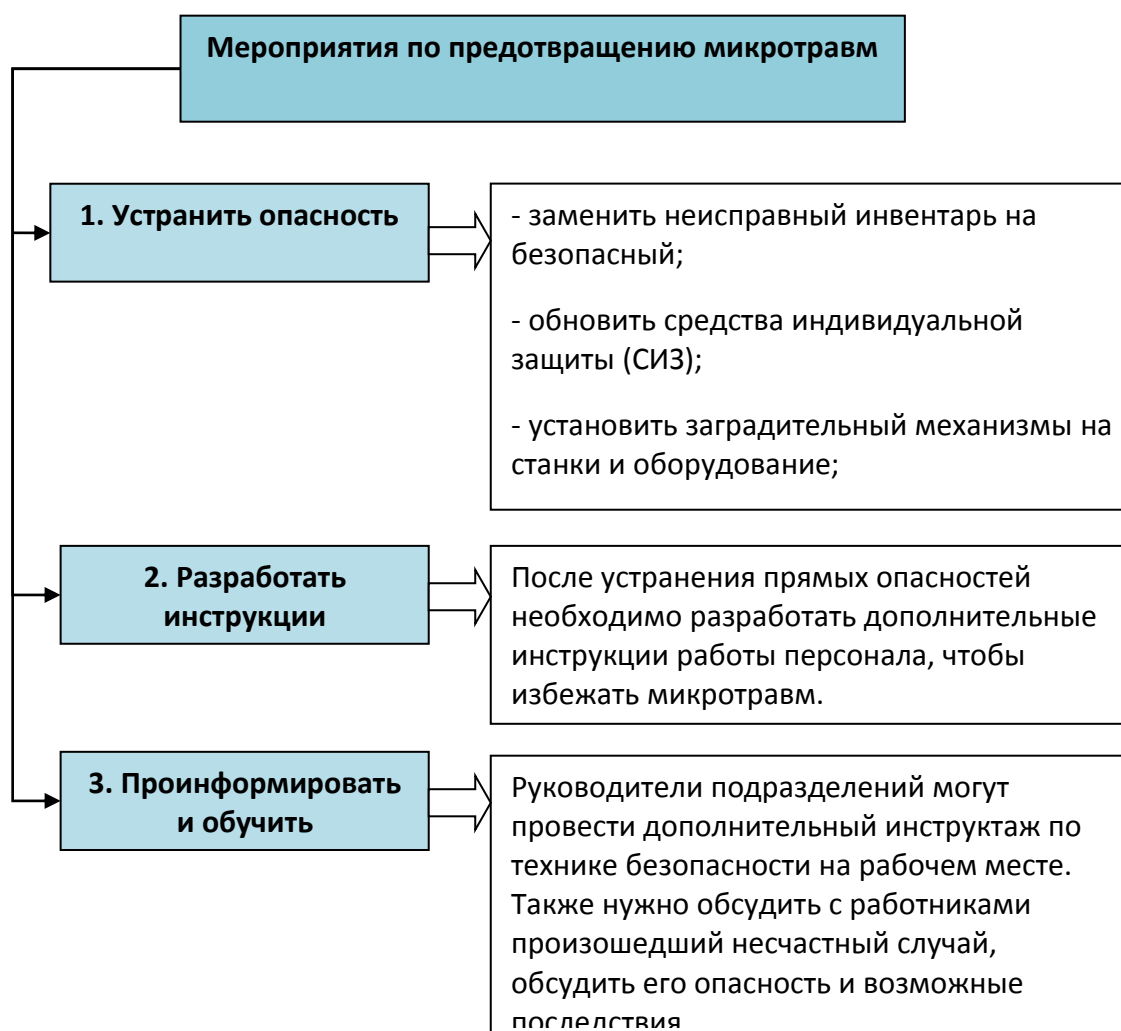 Мероприятия по предотвращению микротравм
1. Устранить опасность
- заменить неисправный инвентарь на
безопасный;
- обновить средства индивидуальной
защиты (СИЗ);
- установить заградительный механизмы на
станки и оборудование;
2. Разработать
инструкции
После устранения прямых опасностей
необходимо разработать дополнительные
инструкции работы персонала, чтобы
избежать микротравм.
3. Проинформировать
и обучить
Руководители подразделений могут
провести дополнительный инструктаж по
технике безопасности на рабочем месте.
Также нужно обсудить с работниками
произошедший несчастный случай,
обсудить его опасность и возможные
последствия